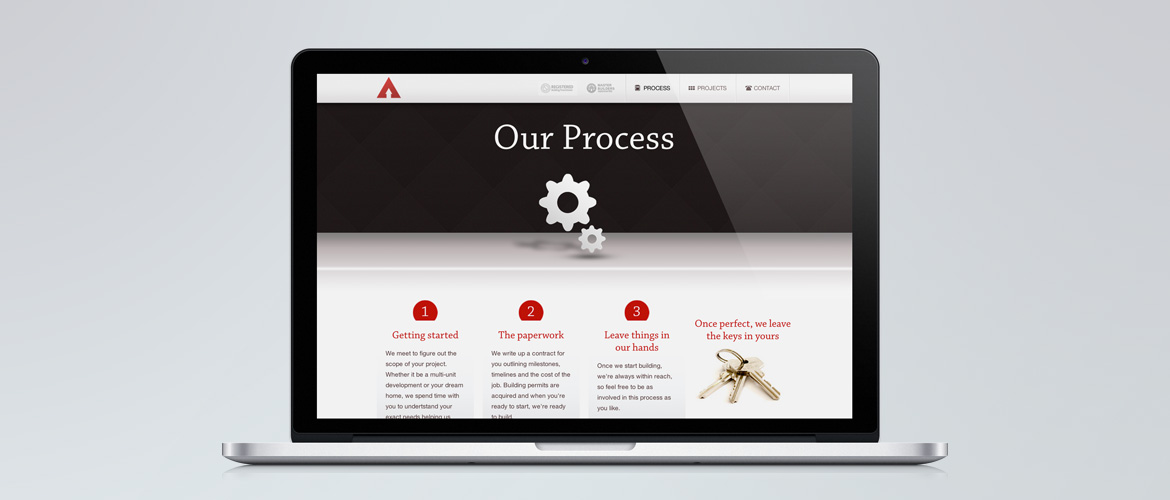 REGISTERED
MASTER
BUILDERS
PROCESS
PROJECTS
CONTACT
Our Process
1
Getting started
We meet to figure out the
scope of your project.
Whether it be a multi-unit
development or your dream
home, we spend time with
you to undertstand your
exact needs helping us
2
The paperwork
We write up a contract for
you outlining milestones,
timelines and the cost of the
job. Building permits are
acquired and when you're
ready to start, we're ready
to build.
3
Leave things in
our hands
Once we start building,
we're always within reach,
so feel free to be as
involved in this process as
you like.
Once perfect, we leave
the keys in yours